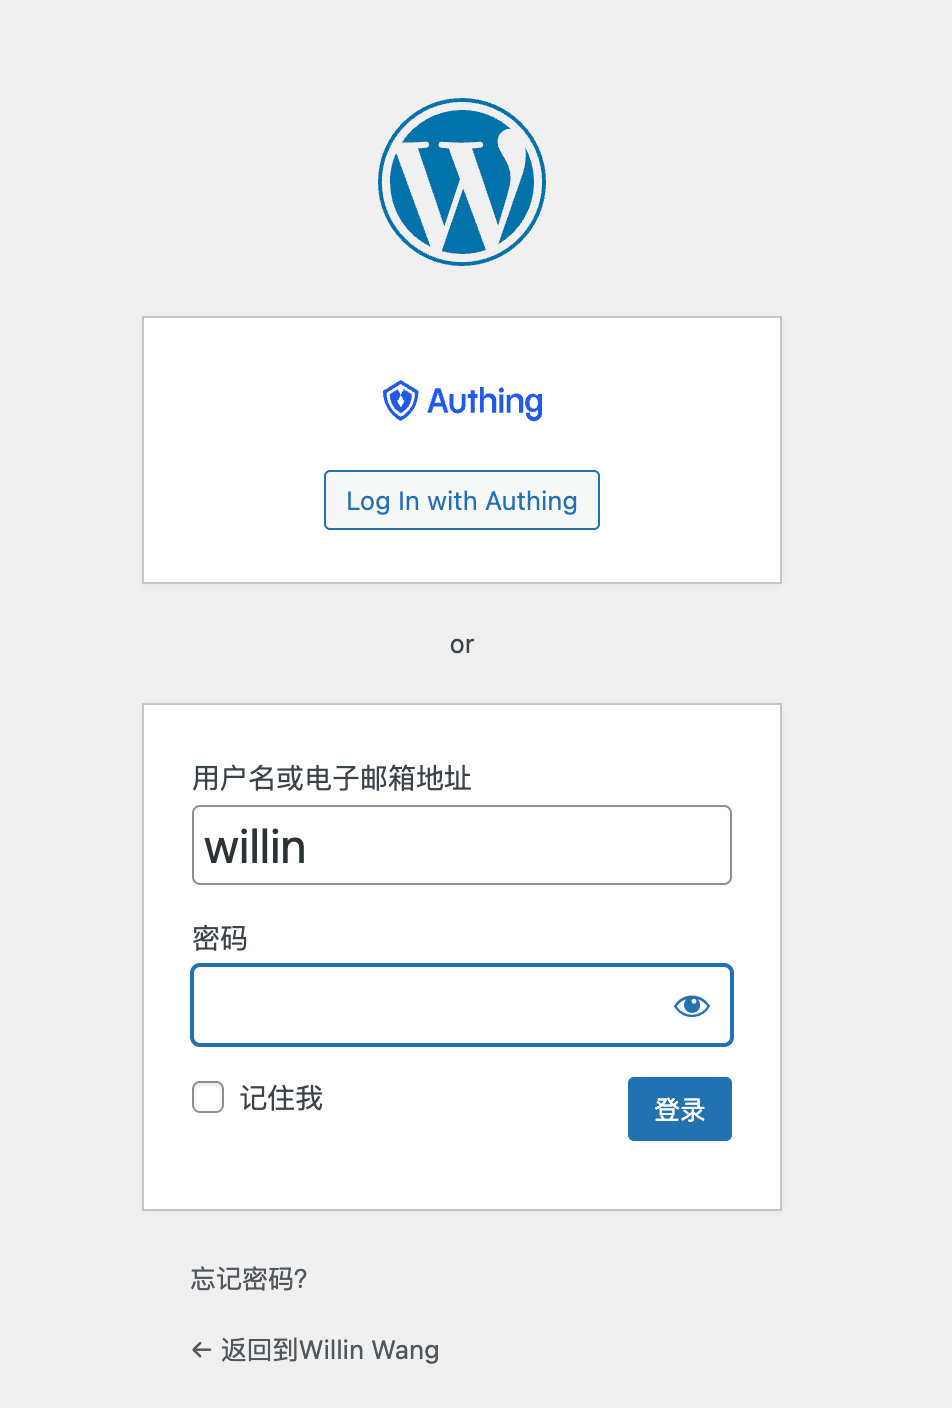 Authing
Log In with Authing
or
用户名或电子邮箱地址
willin
密码
记住我
登录
忘记密码?
← 返回到Willin Wang